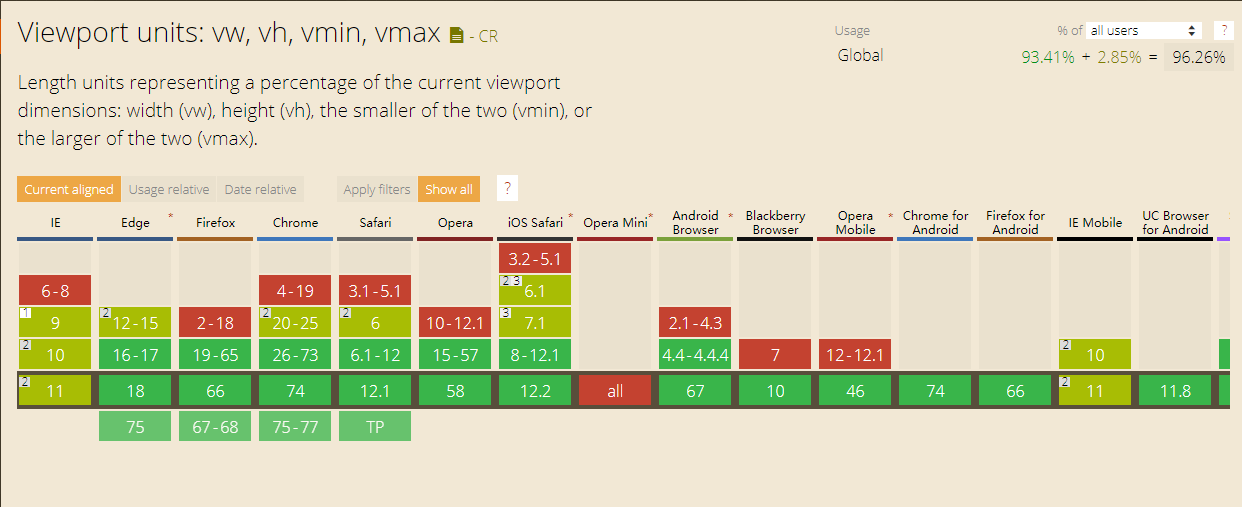 Viewport units: vw, vh, vmin, vmax - CR
Usage % of all users ?
Global 93.41% + 2.85% = 96.26%
Length units representing a percentage of the current viewport
dimensions: width (vw), height (vh), the smaller of the two (vmin), or
the larger of the two (vmax).
Current aligned Usage relative Date relative Apply filters Show all ?
IE Edge * Firefox Chrome Safari Opera iOS Safari * Opera Mini * Android Browser * Blackberry Browser Opera Mobile * Chrome for Android Firefox for Android IE Mobile UC Browser for Android
3.2-5.1
6-8 4-19 3.1-5.1 2 3 6.1
1 9 2 12-15 2-18 2 20-25 2 6 10-12.1 3 7.1 2.1-4.3
2 10 16-17 19-65 26-73 6.1-12 15-57 8-12.1 4.4-4.4.4 7 12-12.1 2 10
2 11 18 66 74 12.1 58 12.2 all 67 10 46 74 66 2 11 11.8
75 67-68 75-77 TP